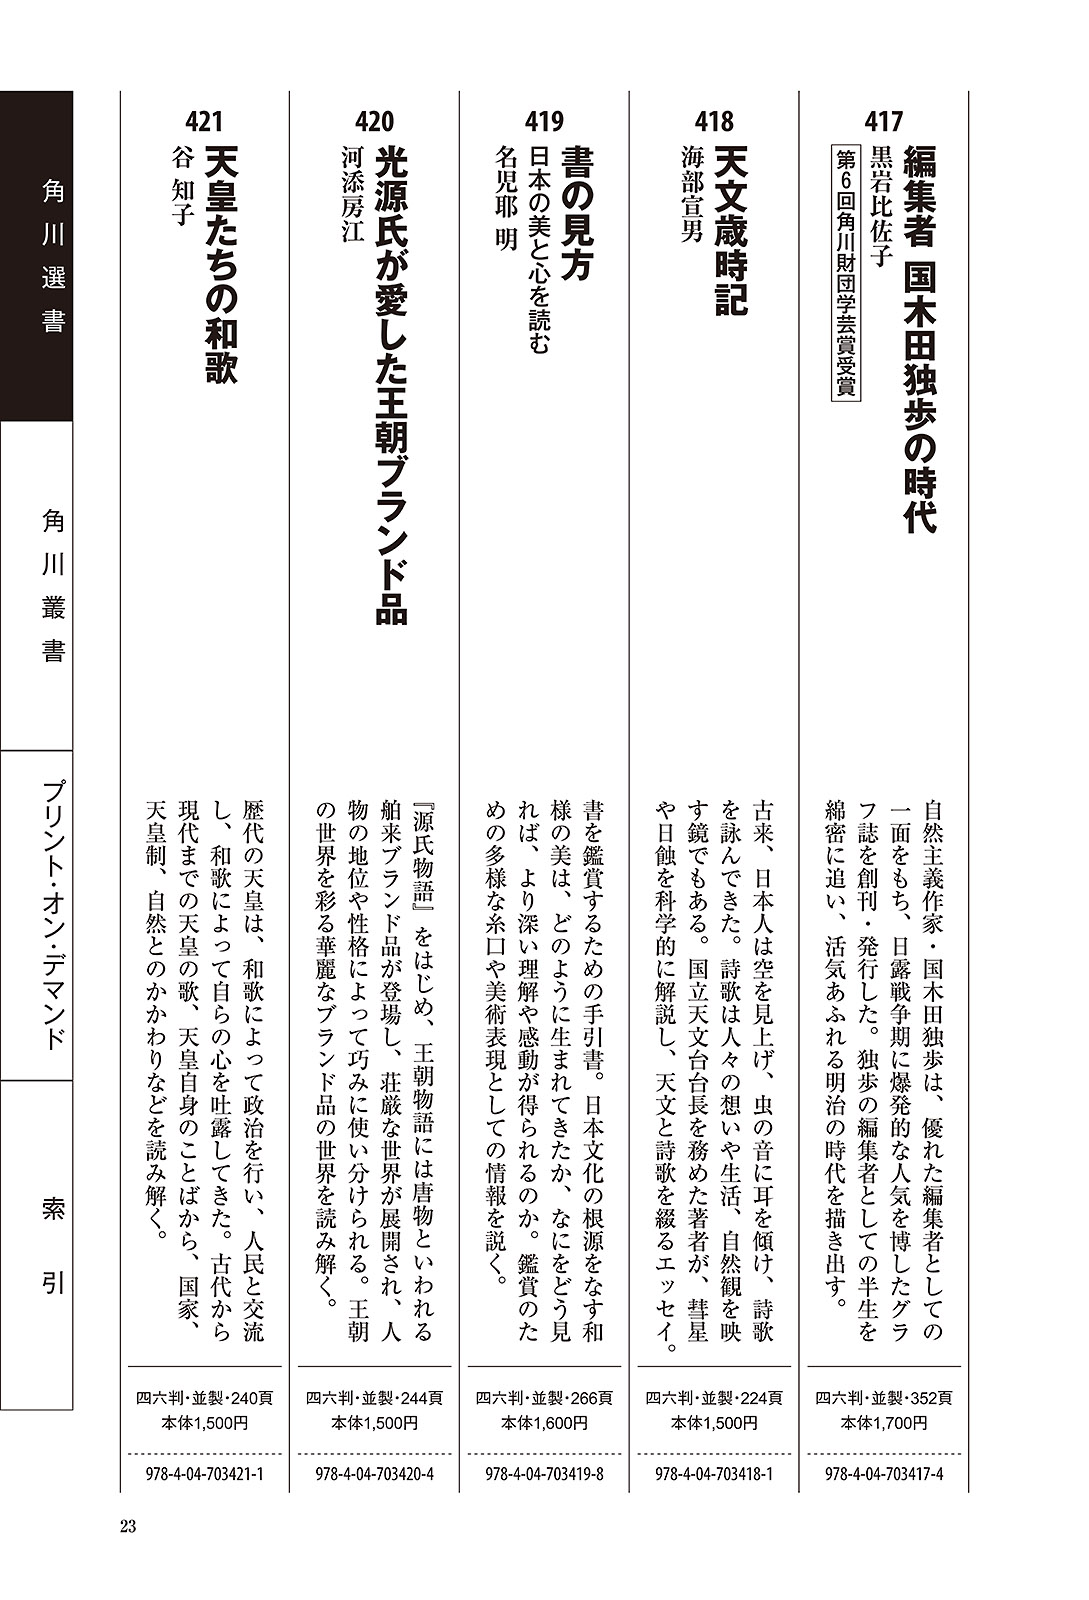 417
編集者 国木田独歩の時代
黒岩比佐子
第6回角川財団学芸賞受賞
自然主義作家・国木田独歩は、優れた編集者としての
一面をもち、日露戦争期に爆発的な人気を博したグラ
フ誌を創刊・発行した。独歩の編集者としての半生を
綿密に追い、活気あふれる明治の時代を描き出す。
四六判・並製・352頁
本体1,700円
978-4-04-703417-4
418
天文歳時記
海部宣男
古来、日本人は空を見上げ、虫の音に耳を傾け、詩歌
を詠んできた。詩歌は人々の想いや生活、自然観を映
す鏡でもある。国立天文台台長を務めた著者が、彗星
や日蝕を科学的に解説し、天文と詩歌を綴るエッセイ。
四六判・並製・224頁
本体1,500円
978-4-04-703418-1
419
書の見方
日本の美と心を読む
名児耶 明
書を鑑賞するための手引書。日本文化の根源をなす和
様の美は、どのように生まれてきたか、なにをどう見
れば、より深い理解や感動が得られるのか。鑑賞のた
めの多様な糸口や美術表現としての情報を説く。
四六判・並製・266頁
本体1,600円
978-4-04-703419-8
420
光源氏が愛した王朝ブランド品
河添房江
『源氏物語』をはじめ、王朝物語には唐物といわれる
舶来ブランド品が登場し、荘厳な世界が展開され、人
物の地位や性格によって巧みに使い分けられる。王朝
の世界を彩る華麗なブランド品の世界を読み解く。
四六判・並製・244頁
本体1,500円
978-4-04-703420-4
421
天皇たちの和歌
谷 知子
歴代の天皇は、和歌によって政治を行い、人民と交流
し、和歌によって自らの心を吐露してきた。古代から
現代までの天皇の歌、天皇自身のことばから、国家、
天皇制、自然とのかかわりなどを読み解く。
四六判・並製・240頁
本体1,500円
978-4-04-703421-1
角川選書
角川叢書
プリント・オン・デマンド
索引
23